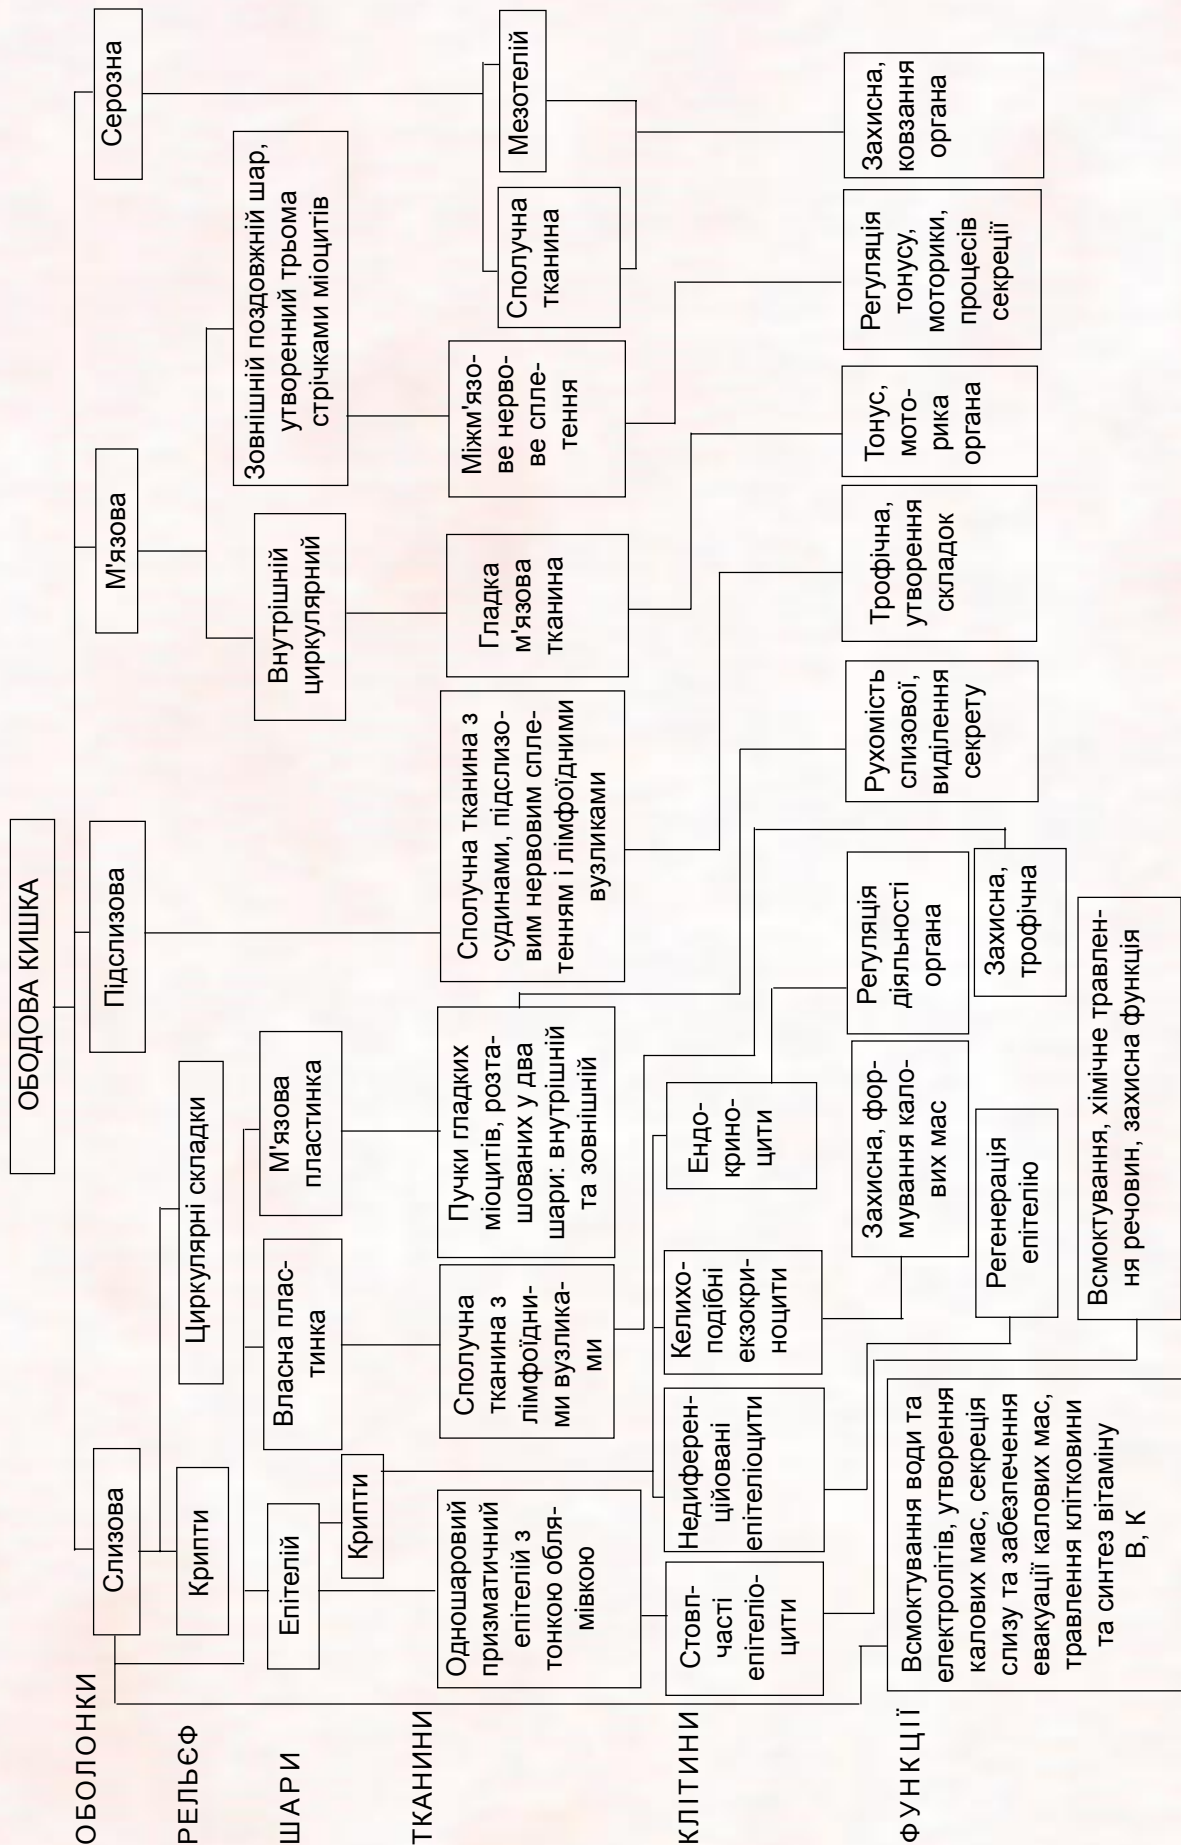 ОБОДОВА КИШКА
ОБОЛОНКИ
Слизова
Підслизова
М'язова
Серозна
РЕЛЬЄФ
Крипти
Циркулярні складки
ШАРИ
Епітелій
Крипти
Власна плас-
тинка
М'язова
пластинка
Внутрішній
циркулярний
Зовнішній поздовжній шар,
утворенний трьома
стрічками міоцитів
ТКАНИНИ
Одношаровий
призматичний
епітелій з
тонкою обля-
мівкою
Сполучна
тканина з
лімфоїдни-
ми вузлика-
ми
Пучки гладких
міоцитів, розта-
шованих у два
шари: внутрішній
та зовнішній
Сполучна тканина з
судинами, підслизо-
вим нервовим спле-
тенням і лімфоїдними
вузликами
Гладка
м'язова
тканина
Міжм'язо-
ве нерво-
ве спле-
тення
Сполучна
тканина
Мезотелій
КЛІТИНИ
Стовп-
часті
епітеліо-
цити
Недиферен-
ційовані
епітеліоцити
Келихо-
подібні
екзокри-
ноцити
Ендо-
крино-
цити
ФУНКЦІЇ
Всмоктування води та
електролітів, утворення
калових мас, секреція
слизу та забезпечення
евакуації калових мас,
травлення клітковини
та синтез вітаміну
В, К
Всмоктування, хімічне травлен-
ня речовин, захисна функція
Регенерація
епітелію
Захисна, фор-
мування кало-
вих мас
Регуляція
діяльності
органа
Захисна,
трофічна
Рухомість
слизової,
виділення
секрету
Трофічна,
утворення
складок
Тонус,
мото-
рика
органа
Регуляція
тонусу,
моторики,
процесів
секреції
Захисна,
ковзання
органа